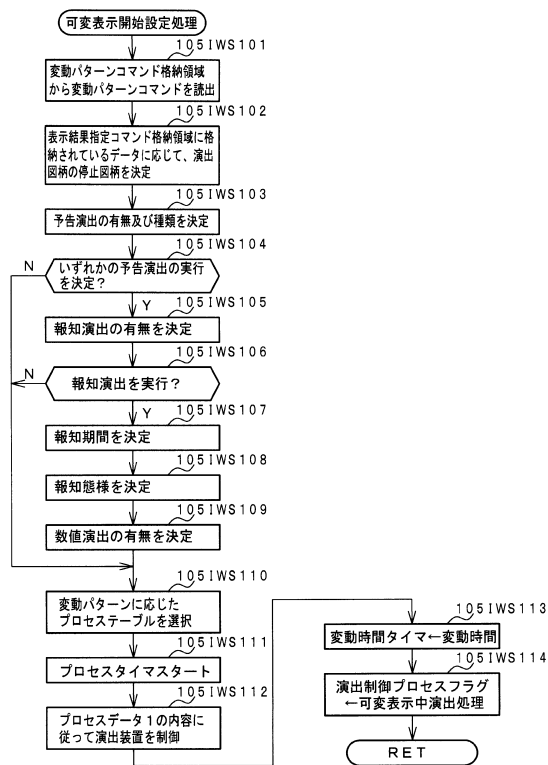 可変表示開始設定処理
105IWS101
変動パターンコマンド格納領域
から変動パターンコマンドを読出
105IWS102
表示結果指定コマンド格納領域に格
納されているデータに応じて、演出
図柄の停止図柄を決定
105IWS103
予告演出の有無及び種類を決定
105IWS104
N
いずれかの予告演出の実行
を決定?
Y
105IWS105
報知演出の有無を決定
105IWS106
N
報知演出を実行?
Y
105IWS107
報知期間を決定
105IWS108
報知態様を決定
105IWS109
数値演出の有無を決定
105IWS110
変動パターンに応じた
プロセステーブルを選択
105IWS111
プロセスタイマスタート
105IWS112
プロセスデータ1の内容に
従って演出装置を制御
105IWS113
変動時間タイマ←変動時間
105IWS114
演出制御プロセスフラグ
←可変表示中演出処理
RET